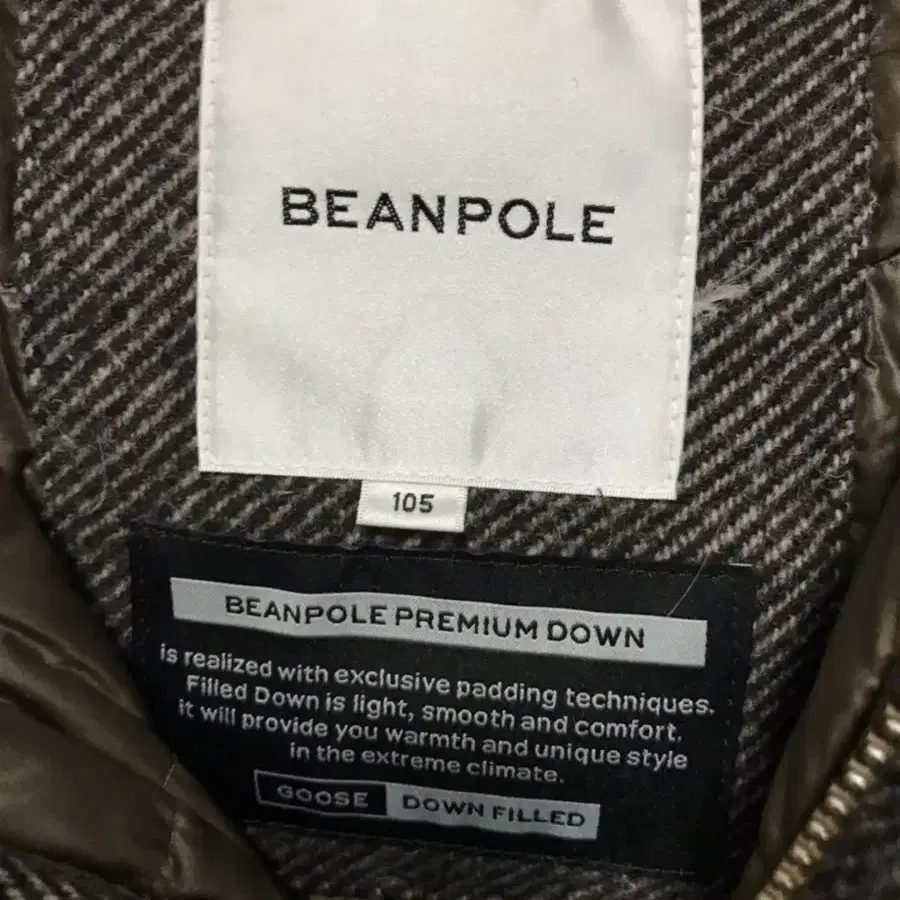 BEANPOLE
105
BEANPOLE PREMIUM DOWN
is realized with exclusive padding techniques.
Filled Down is light, smooth and comfort.
it will provide you warmth and unique style
in the extreme climate.
GOOSE DOWN FILLED